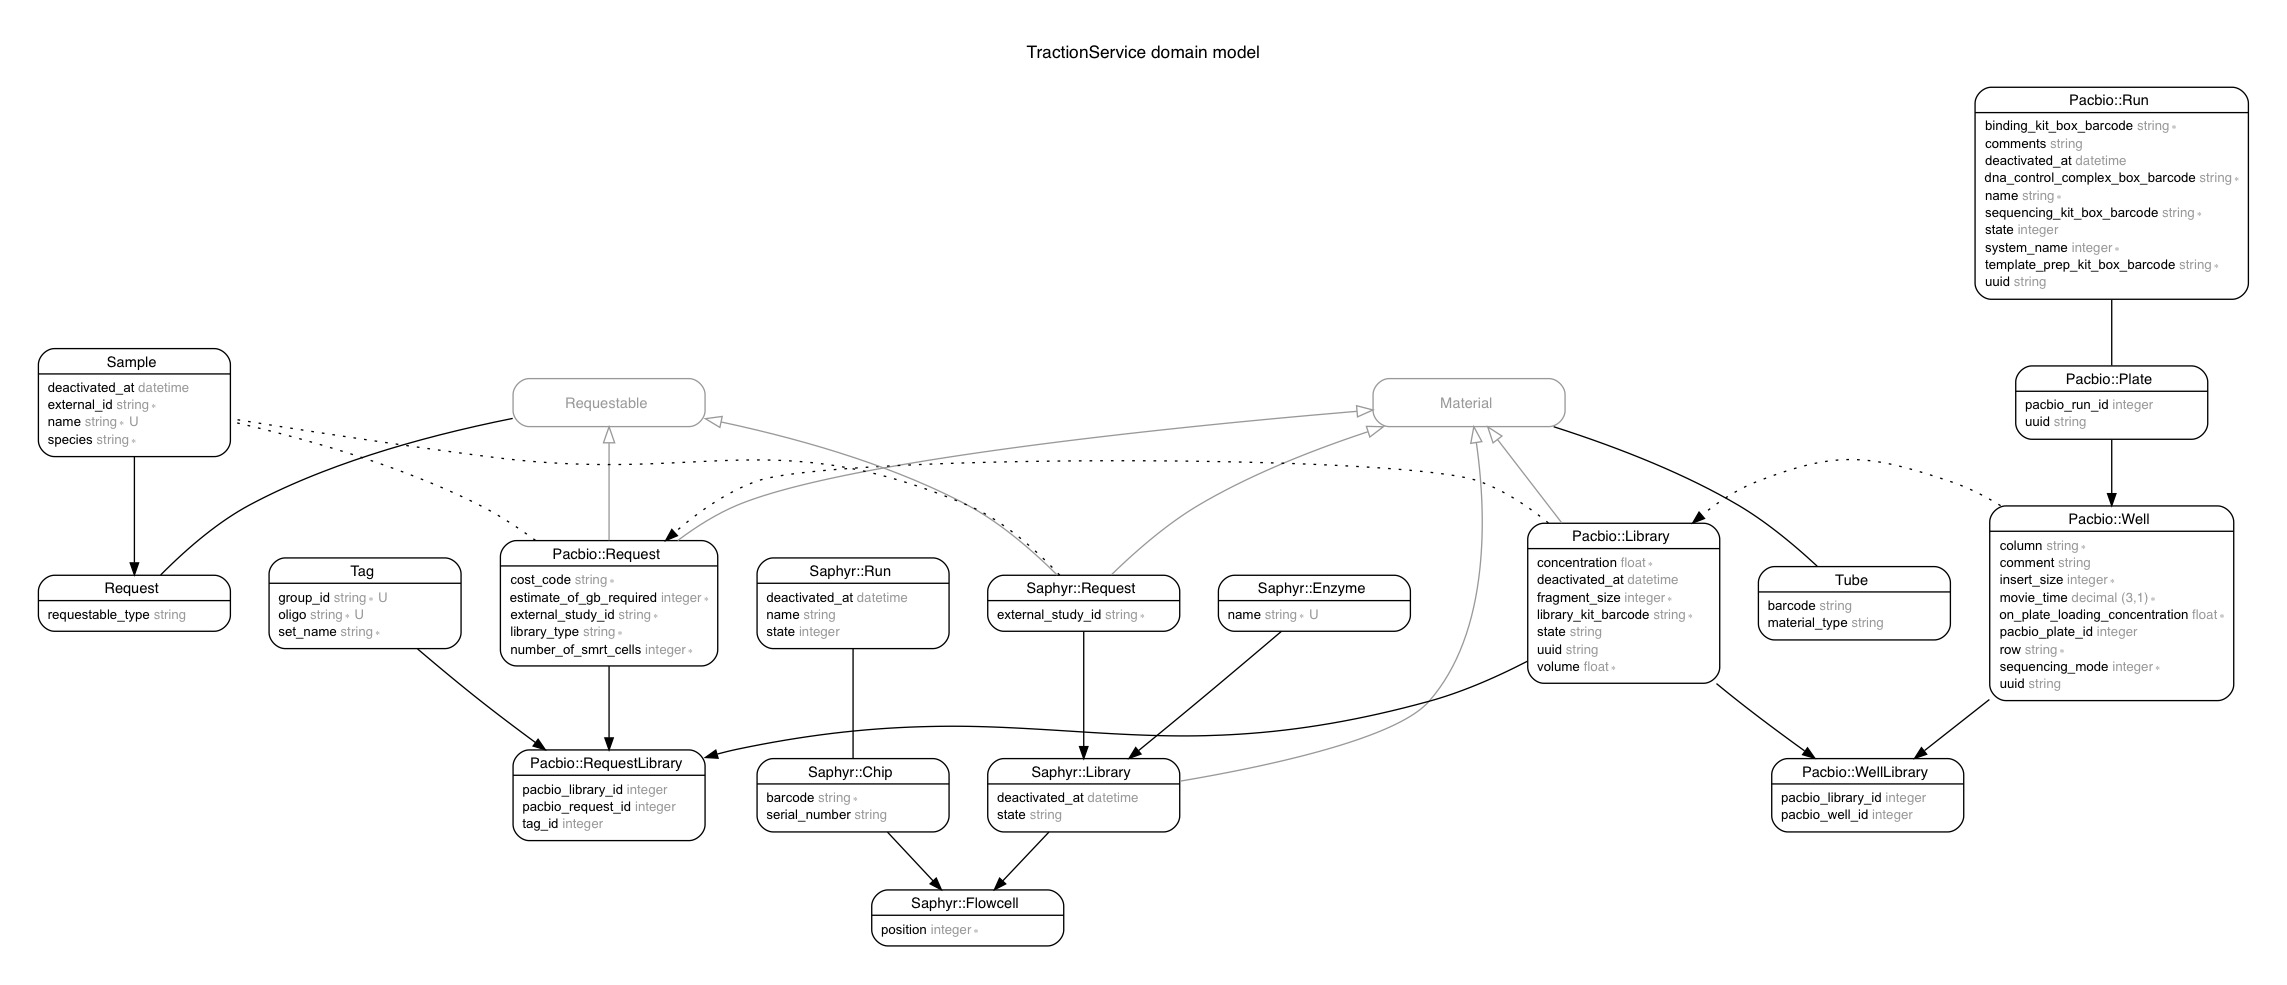 TractionService domain model
Pacbio::Run
binding_kit_box_barcode string *
comments string
deactivated_at datetime
dna_control_complex_box_barcode string *
name string *
sequencing_kit_box_barcode string *
state integer
system_name integer *
template_prep_kit_box_barcode string *
uuid string
Sample
deactivated_at datetime
external_id string *
name string * U
species string *
Requestable
Material
Pacbio::Plate
pacbio_run_id integer
uuid string
Request
requestable_type string
Tag
group_id string * U
oligo string * U
set_name string *
Pacbio::Request
cost_code string *
estimate_of_gb_required integer *
external_study_id string *
library_type string *
number_of_smrt_cells integer *
Saphyr::Run
deactivated_at datetime
name string
state integer
Saphyr::Request
external_study_id string *
Saphyr::Enzyme
name string * U
Pacbio::Library
concentration float *
deactivated_at datetime
fragment_size integer *
library_kit_barcode string *
state string
uuid string
volume float *
Tube
barcode string
material_type string
Pacbio::Well
column string *
comment string
insert_size integer *
movie_time decimal (3,1) *
on_plate_loading_concentration float *
pacbio_plate_id integer
row string *
sequencing_mode integer *
uuid string
Pacbio::RequestLibrary
pacbio_library_id integer
pacbio_request_id integer
tag_id integer
Saphyr::Chip
barcode string *
serial_number string
Saphyr::Library
deactivated_at datetime
state string
Pacbio::WellLibrary
pacbio_library_id integer
pacbio_well_id integer
Saphyr::Flowcell
position integer *